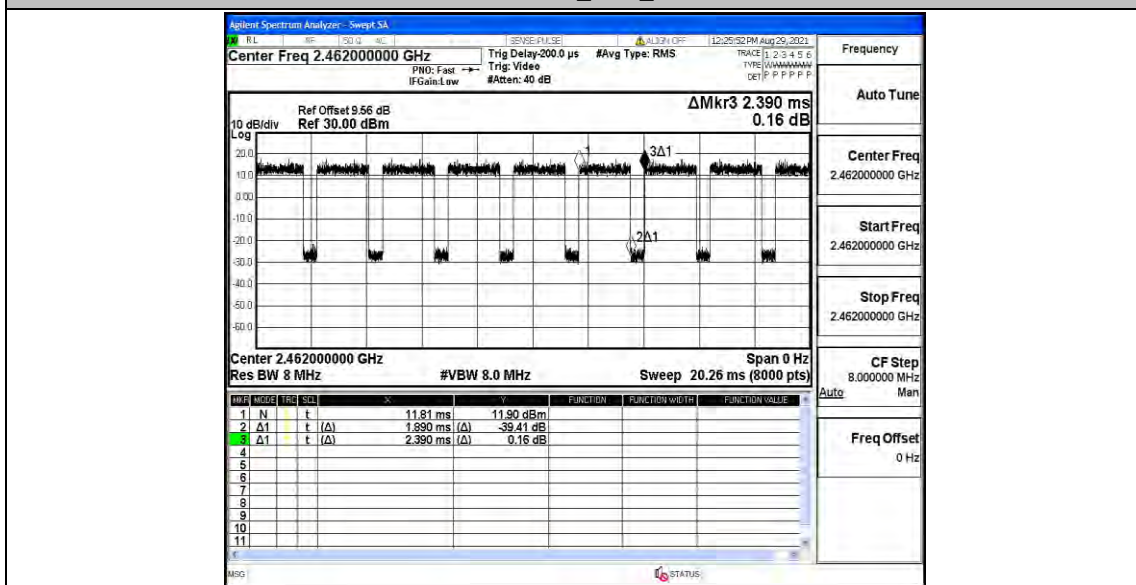 Agilent Spectrum Analyzer - Swept SA
RL RF 50 Ω AC SENSE:PULSE ALIGN OFF 12:25:52 PM Aug 29, 2021
Center Freq 2.462000000 GHz
PNO: Fast
IFGain:Low
Trig Delay-200.0 μs
Trig: Video
#Atten: 40 dB
#Avg Type: RMS
TRACE 1 2 3 4 5 6
TYPE WWWWWW
DET P P P P P P
ΔMkr3 2.390 ms
0.16 dB
Ref Offset 9.56 dB
10 dB/div Ref 30.00 dBm
Log
20.0
10.0
0.00
-10.0
-20.0
-30.0
-40.0
-50.0
-60.0
1
3Δ1
2Δ1
Center 2.462000000 GHz Span 0 Hz
Res BW 8 MHz #VBW 8.0 MHz Sweep 20.26 ms (8000 pts)
MKR MODE TRC SCL X Y FUNCTION FUNCTION WIDTH FUNCTION VALUE
1 N t 11.81 ms 11.90 dBm
2 Δ1 t (Δ) 1.890 ms (Δ) -39.41 dB
3 Δ1 t (Δ) 2.390 ms (Δ) 0.16 dB
4
5
6
7
8
9
10
11
MSG STATUS
Frequency
Auto Tune
Center Freq
2.462000000 GHz
Start Freq
2.462000000 GHz
Stop Freq
2.462000000 GHz
CF Step
8.000000 MHz
Auto Man
Freq Offset
0 Hz